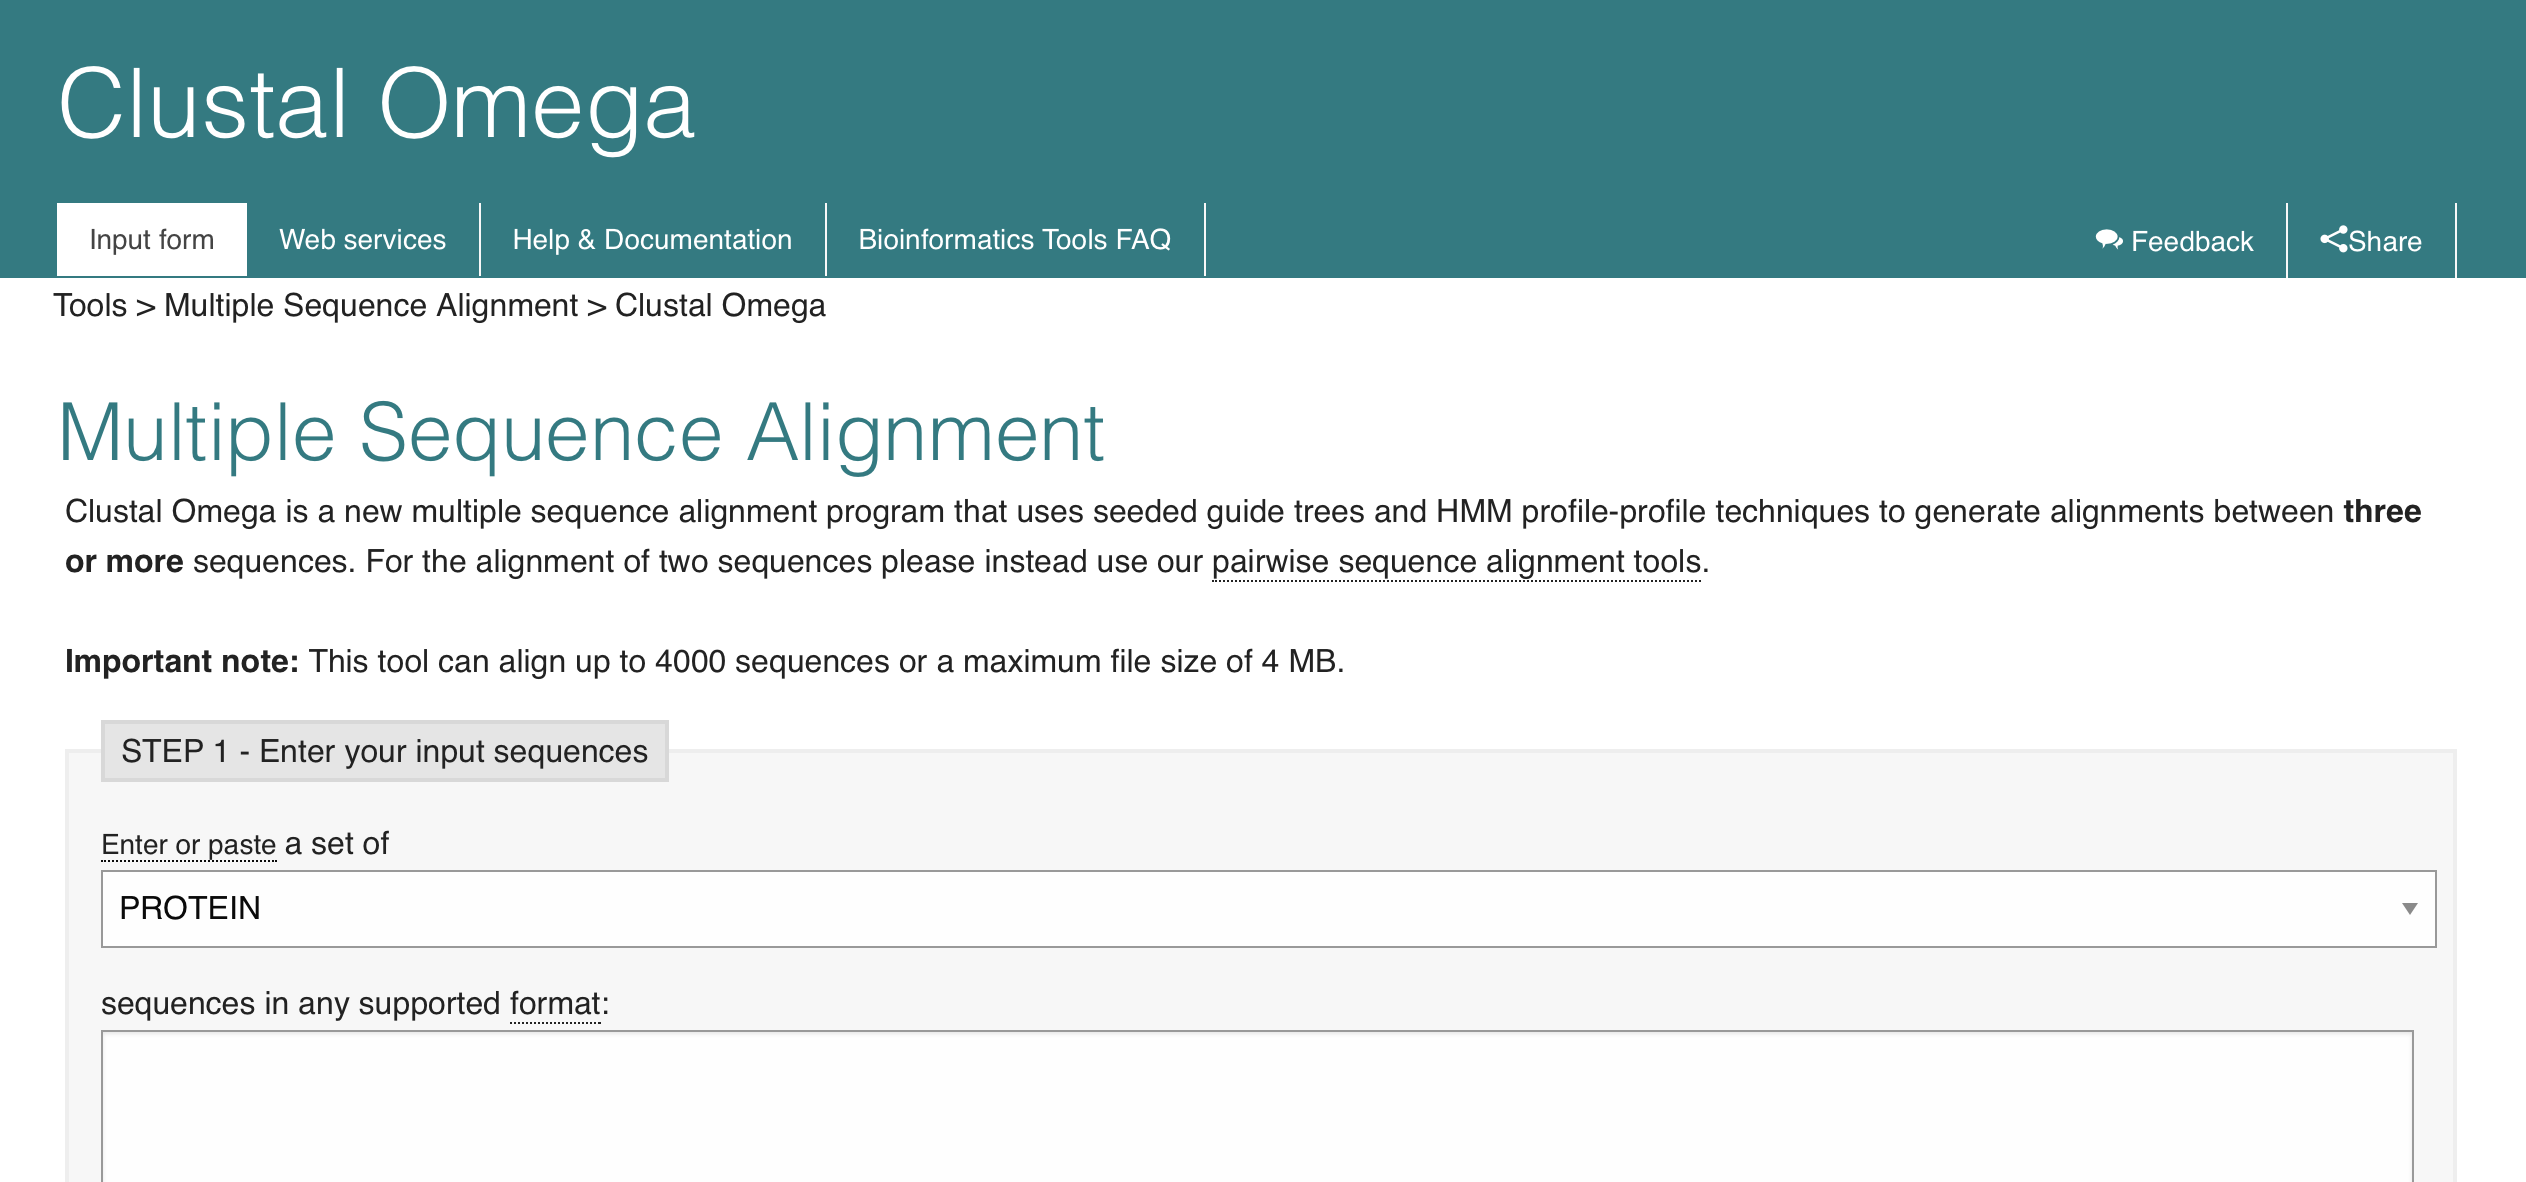 Clustal Omega
Input form
Web services
Help & Documentation
Bioinformatics Tools FAQ
Feedback
Share
Tools > Multiple Sequence Alignment > Clustal Omega
Multiple Sequence Alignment
Clustal Omega is a new multiple sequence alignment program that uses seeded guide trees and HMM profile-profile techniques to generate alignments between three
or more sequences. For the alignment of two sequences please instead use our pairwise sequence alignment tools.
Important note: This tool can align up to 4000 sequences or a maximum file size of 4 MB.
STEP 1 - Enter your input sequences
Enter or paste a set of
PROTEIN
sequences in any supported format: